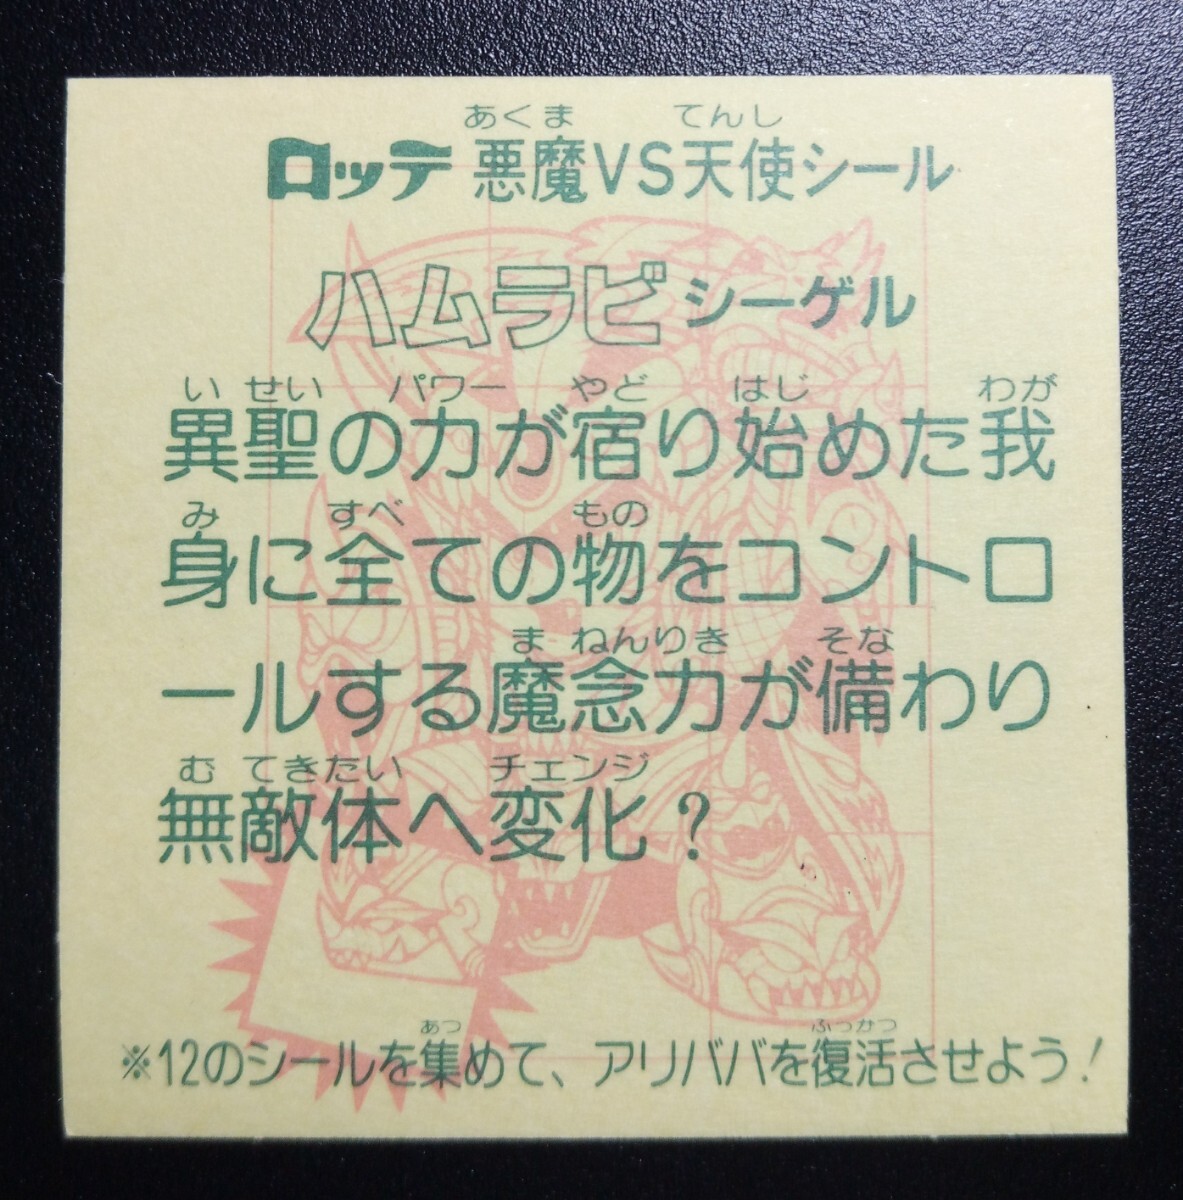 あくま てんし
ロッテ 悪魔VS天使シール
ハムラビ シーゲル
い せい パワー やど はじ わが
異聖の力が宿り始めた我
み すべ もの
身に全ての物をコントロ
ま ねんりき そな
ールする魔念力が備わり
む てきたい チェンジ
無敵体へ変化?
あつ ふっかつ
※12のシールを集めて、アリババを復活させよう!